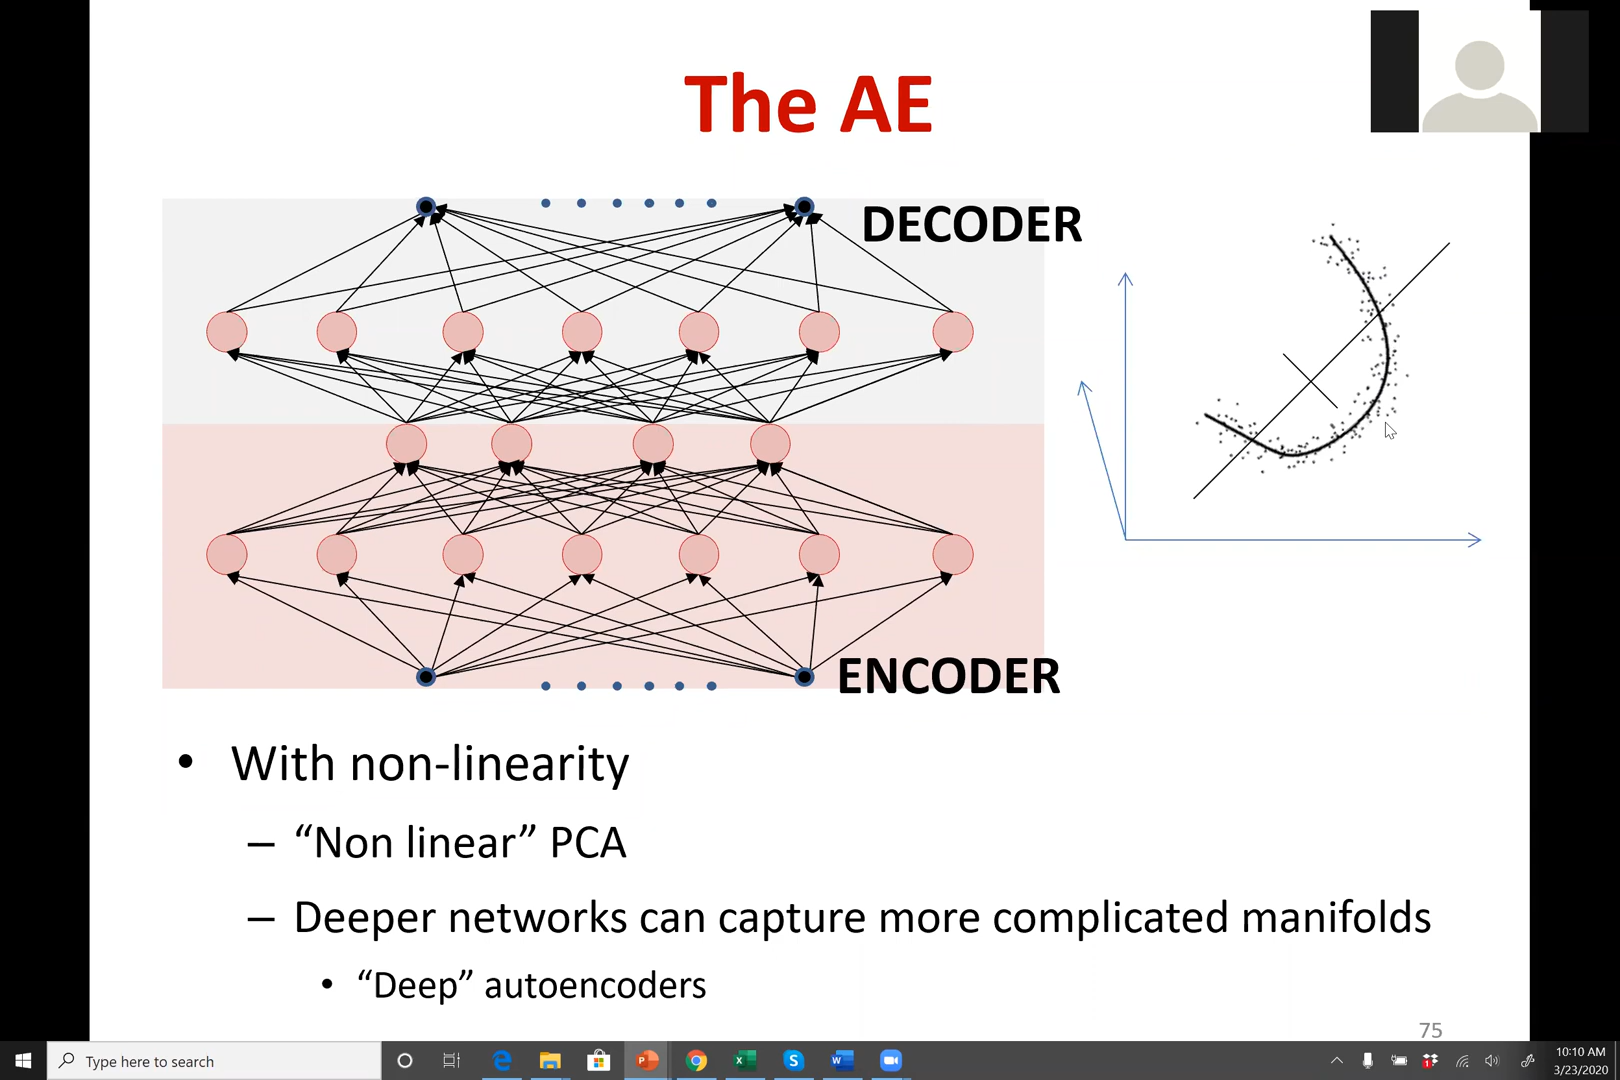 The AE
DECODER
ENCODER
• With non-linearity
– “Non linear” PCA
– Deeper networks can capture more complicated manifolds
• “Deep” autoencoders
75
Type here to search
10:10 AM
3/23/2020